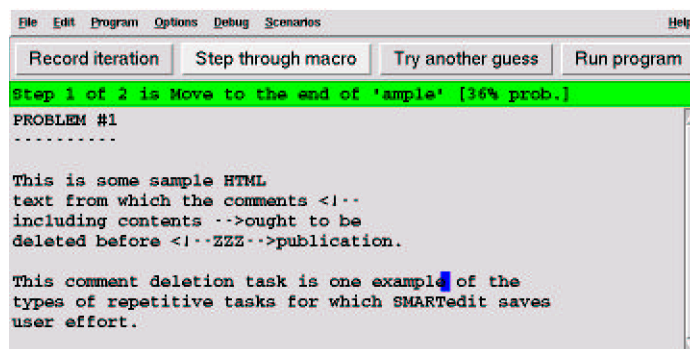 File Edit Program Options Debug Scenarios Help
Record iteration Step through macro Try another guess Run program
Step 1 of 2 is Move to the end of 'ample' [36% prob.]
PROBLEM #1
----------
This is some sample HTML
text from which the comments <!--
including contents -->ought to be
deleted before <!--ZZZ-->publication.
This comment deletion task is one example of the
types of repetitive tasks for which SMARTedit saves
user effort.